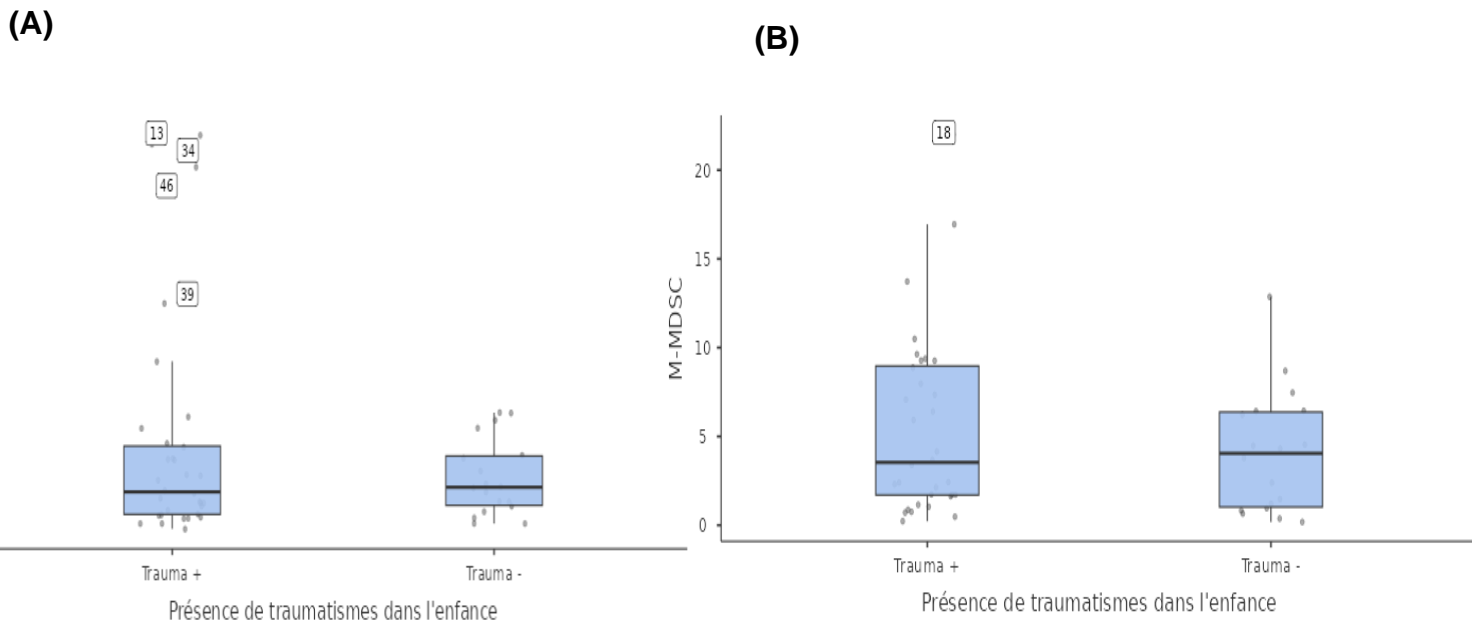 (A)
(B)
13
34
46
39
Trauma +
Trauma -
Présence de traumatismes dans l'enfance
M-MDSC
20
15
10
5
0
18
Trauma +
Trauma -
Présence de traumatismes dans l'enfance